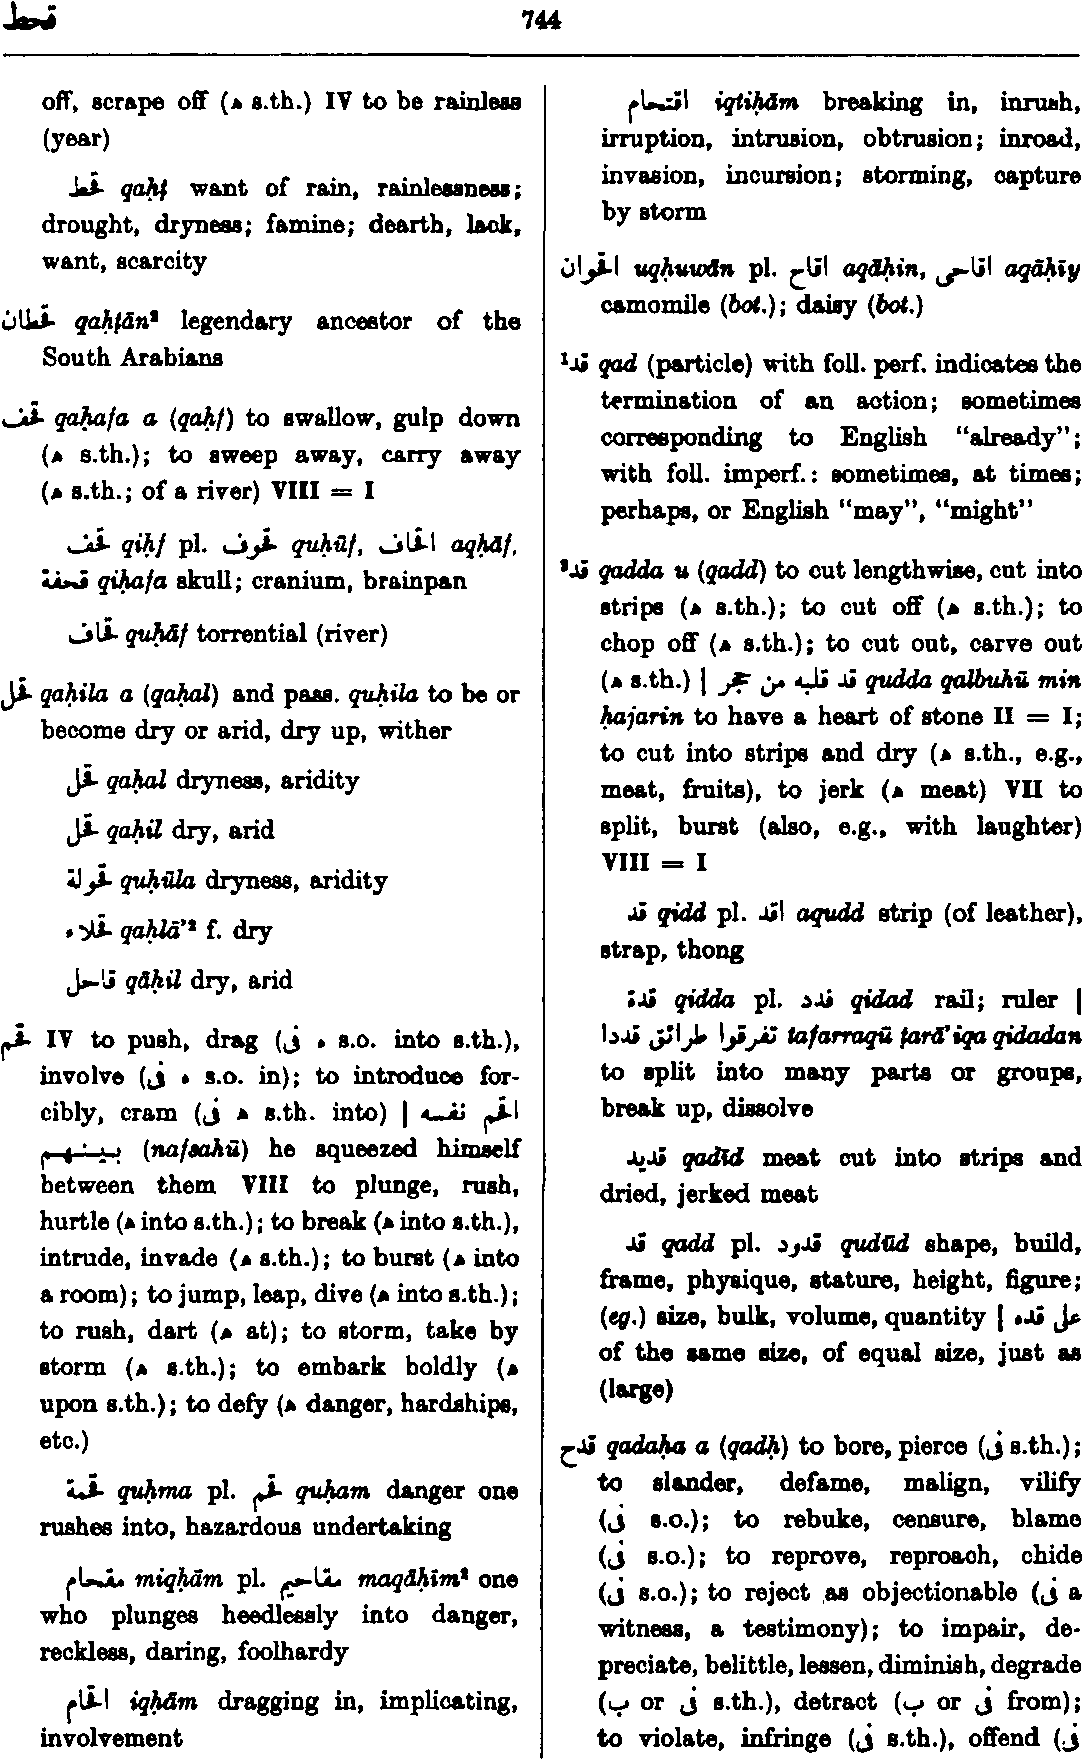 قحط
744
off, scrape off (ه s.th.) IV to be rainless
(year)
قحط qaḥṭ want of rain, rainlessness;
drought, dryness; famine; dearth, lack,
want, scarcity
قحطان qaḥṭān² legendary ancestor of the
South Arabians
قحف qaḥafa a (qaḥf) to swallow, gulp down
(ه s.th.); to sweep away, carry away
(ه s.th.; of a river) VIII = I
قحف qiḥf pl. قحوف quḥūf, اقحاف aqḥāf,
قحفة qiḥafa skull; cranium, brainpan
قحاف quḥāf torrential (river)
قحل qaḥila a (qaḥal) and pass. quḥila to be or
become dry or arid, dry up, wither
قحل qaḥal dryness, aridity
قحل qaḥil dry, arid
قحولة quḥūla dryness, aridity
قحلاء qaḥlā’² f. dry
قاحل qāḥil dry, arid
قحم IV to push, drag (ه فى s.o. into s.th.),
involve (ه فى s.o. in); to introduce for-
cibly, cram (ه فى s.th. into) | اقحم نفسه
بينهم (nafsahū) he squeezed himself
between them VIII to plunge, rush,
hurtle (ه into s.th.); to break (ه into s.th.),
intrude, invade (ه s.th.); to burst (ه into
a room); to jump, leap, dive (ه into s.th.);
to rush, dart (ه at); to storm, take by
storm (ه s.th.); to embark boldly (ه
upon s.th.); to defy (ه danger, hardships,
etc.)
قحمة quḥma pl. قحم quḥam danger one
rushes into, hazardous undertaking
مقحام miqḥām pl. مقاحيم maqāḥīm² one
who plunges heedlessly into danger,
reckless, daring, foolhardy
اقحام iqḥām dragging in, implicating,
involvement
اقتحام iqtiḥām breaking in, inrush,
irruption, intrusion, obtrusion; inroad,
invasion, incursion; storming, capture
by storm
اقحوان uqḥuwān pl. اقاح aqāḥin, اقاحى aqāḥīy
camomile (bot.); daisy (bot.)
¹قد qad (particle) with foll. perf. indicates the
termination of an action; sometimes
corresponding to English “already”;
with foll. imperf.: sometimes, at times;
perhaps, or English “may”, “might”
²قد qadda u (qadd) to cut lengthwise, cut into
strips (ه s.th.); to cut off (ه s.th.); to
chop off (ه s.th.); to cut out, carve out
(ه s.th.) | قد قلبه من حجر qudda qalbuhū min
ḥajarin to have a heart of stone II = I;
to cut into strips and dry (ه s.th., e.g.,
meat, fruits), to jerk (ه meat) VII to
split, burst (also, e.g., with laughter)
VIII = I
قد qidd pl. اقد aqudd strip (of leather),
strap, thong
قدة qidda pl. قدد qidad rail; ruler |
تفرقوا طرائق قددا tafarraqū ṭarā’iqa qidadan
to split into many parts or groups,
break up, dissolve
قديد qadīd meat cut into strips and
dried, jerked meat
قد qadd pl. قدود qudūd shape, build,
frame, physique, stature, height, figure;
(eg.) size, bulk, volume, quantity | على قده
of the same size, of equal size, just as
(large)
قدح qadaḥa a (qadḥ) to bore, pierce (فى s.th.);
to slander, defame, malign, vilify
(فى s.o.); to rebuke, censure, blame
(فى s.o.); to reprove, reproach, chide
(فى s.o.); to reject as objectionable (فى a
witness, a testimony); to impair, de-
preciate, belittle, lessen, diminish, degrade
(ب or فى s.th.), detract (ب or فى from);
to violate, infringe (فى s.th.), offend (فى